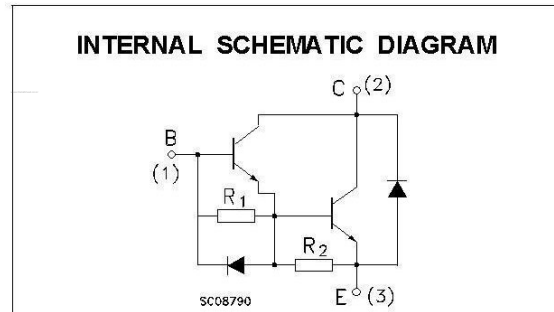 INTERNAL SCHEMATIC DIAGRAM
C (2)
B
(1)
R1
R2
SC08790
E (3)